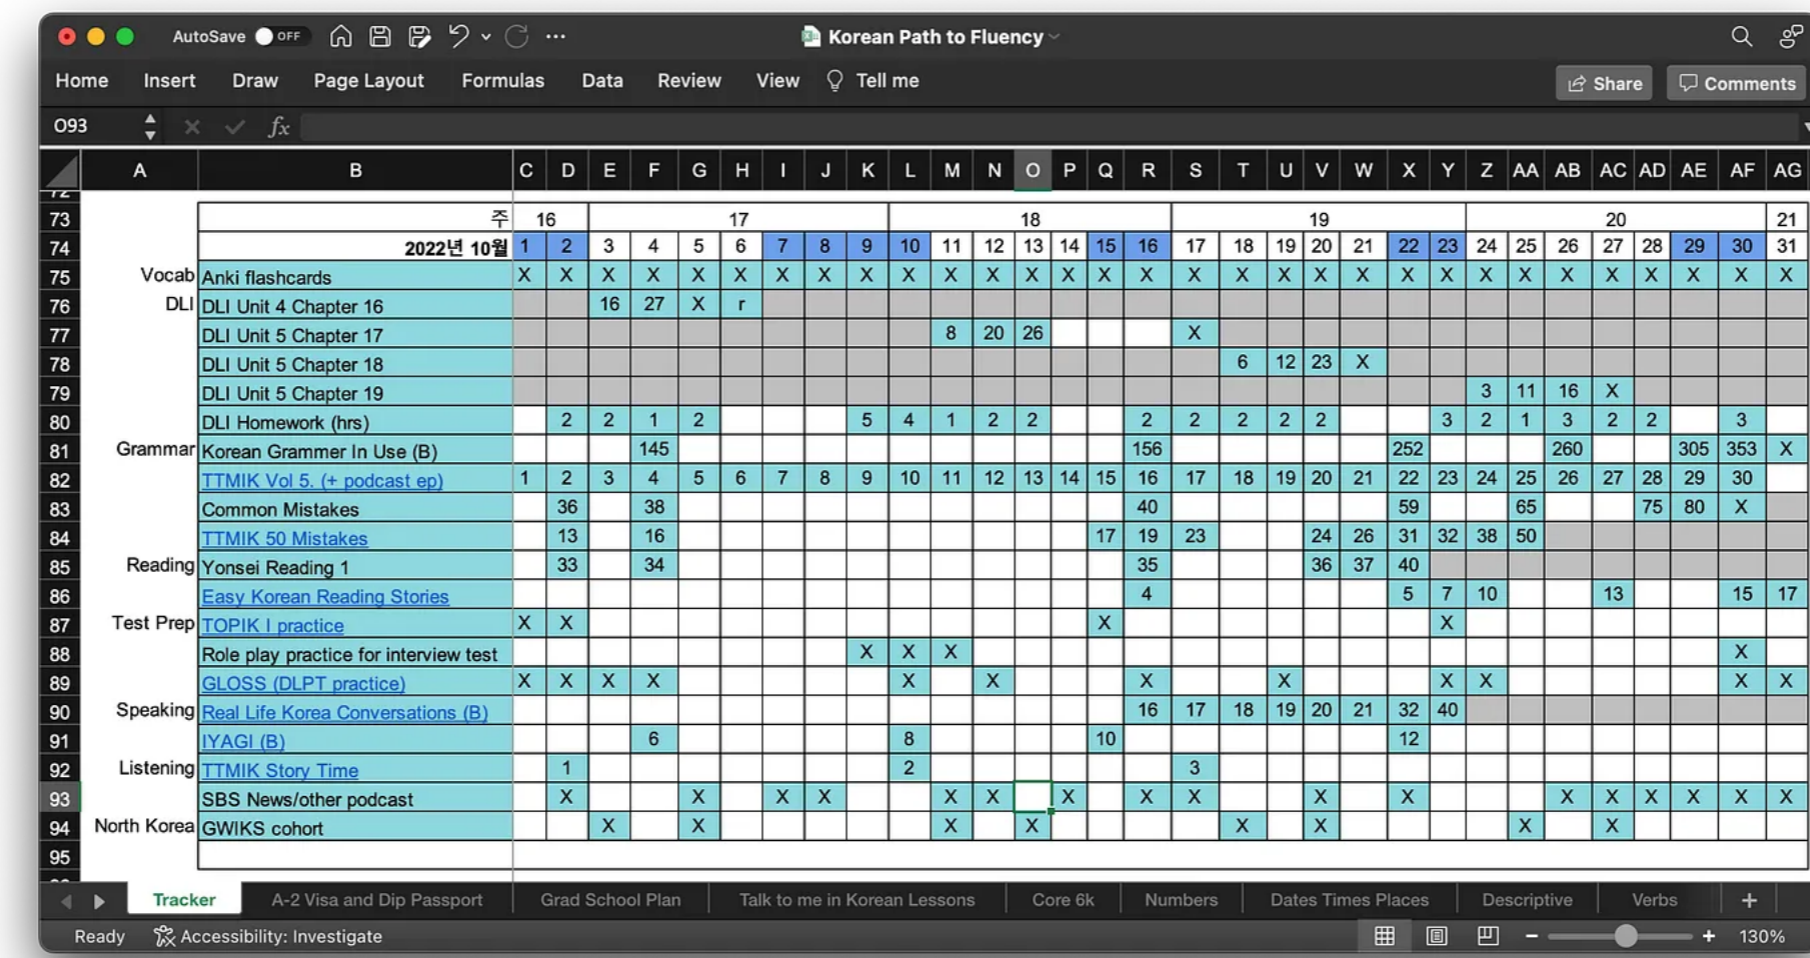 AutoSave OFF
Korean Path to Fluency
Home Insert Draw Page Layout Formulas Data Review View Tell me Share Comments
O93 fx
A B C D E F G H I J K L M N O P Q R S T U V W X Y Z AA AB AC AD AE AF AG
73 주 16 17 18 19 20 21
74 2022년 10월 1 2 3 4 5 6 7 8 9 10 11 12 13 14 15 16 17 18 19 20 21 22 23 24 25 26 27 28 29 30 31
75 Vocab Anki flashcards X X X X X X X X X X X X X X X X X X X X X X X X X X X X X X X
76 DLI DLI Unit 4 Chapter 16 16 27 X r
77 DLI Unit 5 Chapter 17 8 20 26 X
78 DLI Unit 5 Chapter 18 6 12 23 X
79 DLI Unit 5 Chapter 19 3 11 16 X
80 DLI Homework (hrs) 2 2 1 2 5 4 1 2 2 2 2 2 2 2 3 2 1 3 2 2 3
81 Grammar Korean Grammer In Use (B) 145 156 252 260 305 353 X
82 TTMIK Vol 5. (+ podcast ep) 1 2 3 4 5 6 7 8 9 10 11 12 13 14 15 16 17 18 19 20 21 22 23 24 25 26 27 28 29 30
83 Common Mistakes 36 38 40 59 65 75 80 X
84 TTMIK 50 Mistakes 13 16 17 19 23 24 26 31 32 38 50
85 Reading Yonsei Reading 1 33 34 35 36 37 40
86 Easy Korean Reading Stories 4 5 7 10 13 15 17
87 Test Prep TOPIK I practice X X X X
88 Role play practice for interview test X X X X
89 GLOSS (DLPT practice) X X X X X X X X X X X X
90 Speaking Real Life Korea Conversations (B) 16 17 18 19 20 21 32 40
91 IYAGI (B) 6 8 10 12
92 Listening TTMIK Story Time 1 2 3
93 SBS News/other podcast X X X X X X X X X X X X X X X X X
94 North Korea GWIKS cohort X X X X X X X X
95
Tracker A-2 Visa and Dip Passport Grad School Plan Talk to me in Korean Lessons Core 6k Numbers Dates Times Places Descriptive Verbs +
Ready Accessibility: Investigate 130%